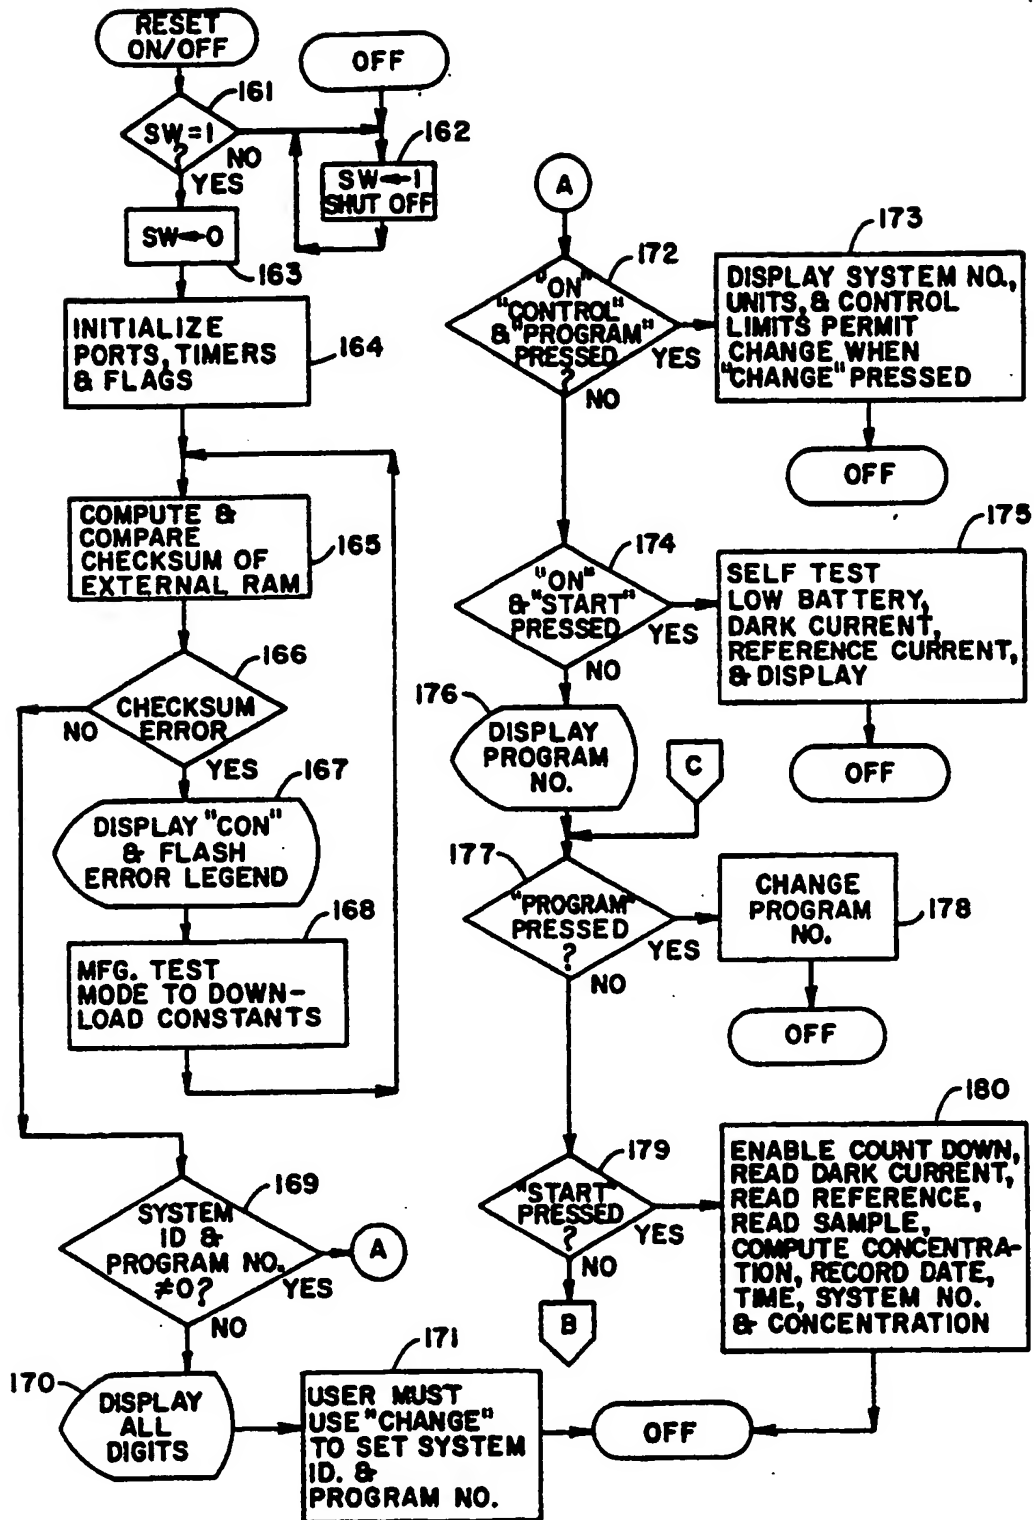 RESET
ON/OFF
161
SW=1
?
NO
YES
OFF
162
SW←1
SHUT OFF
SW←0
163
INITIALIZE
PORTS, TIMERS
& FLAGS
164
COMPUTE &
COMPARE
CHECKSUM OF
EXTERNAL RAM
165
166
CHECKSUM
ERROR
NO
YES
167
DISPLAY "CON"
& FLASH
ERROR LEGEND
168
MFG. TEST
MODE TO DOWN-
LOAD CONSTANTS
169
SYSTEM
ID &
PROGRAM NO.
≠0?
YES
A
NO
170
DISPLAY
ALL
DIGITS
171
USER MUST
USE "CHANGE"
TO SET SYSTEM
ID. &
PROGRAM NO.
OFF
A
172
"ON"
"CONTROL"
& "PROGRAM"
PRESSED
?
YES
NO
173
DISPLAY SYSTEM NO.,
UNITS, & CONTROL
LIMITS PERMIT
CHANGE WHEN
"CHANGE" PRESSED
OFF
174
"ON"
& "START"
PRESSED
YES
NO
175
SELF TEST
LOW BATTERY,
DARK CURRENT,
REFERENCE CURRENT,
& DISPLAY
OFF
176
DISPLAY
PROGRAM
NO.
C
177
"PROGRAM"
PRESSED
?
YES
NO
CHANGE
PROGRAM
NO.
178
OFF
179
"START"
PRESSED
?
YES
NO
B
180
ENABLE COUNT DOWN,
READ DARK CURRENT,
READ REFERENCE,
READ SAMPLE,
COMPUTE CONCENTRA-
TION, RECORD DATE,
TIME, SYSTEM NO.
& CONCENTRATION